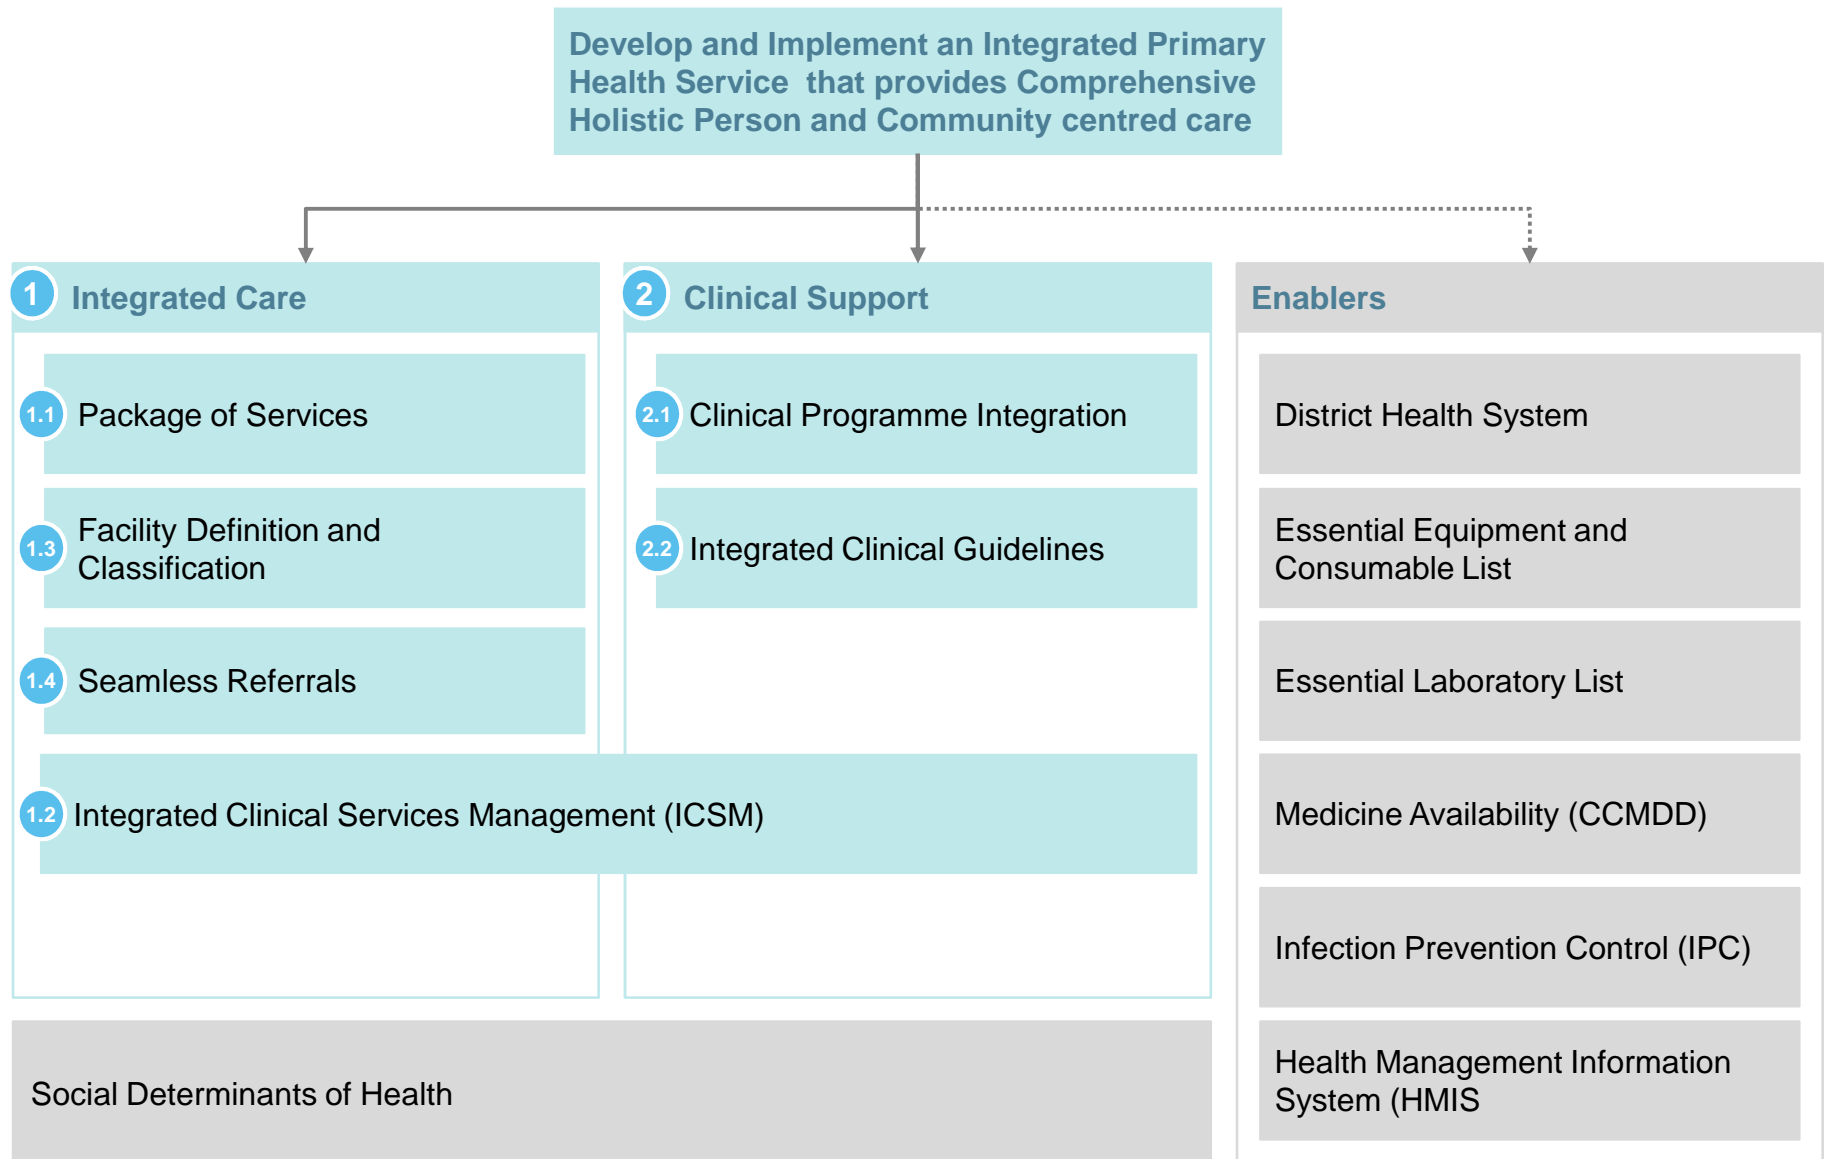 Develop and Implement an Integrated Primary
Health Service that provides Comprehensive
Holistic Person and Community centred care
1 Integrated Care
1.1 Package of Services
1.3 Facility Definition and
Classification
1.4 Seamless Referrals
1.2 Integrated Clinical Services Management (ICSM)
2 Clinical Support
2.1 Clinical Programme Integration
2.2 Integrated Clinical Guidelines
Enablers
District Health System
Essential Equipment and
Consumable List
Essential Laboratory List
Medicine Availability (CCMDD)
Infection Prevention Control (IPC)
Health Management Information
System (HMIS
Social Determinants of Health